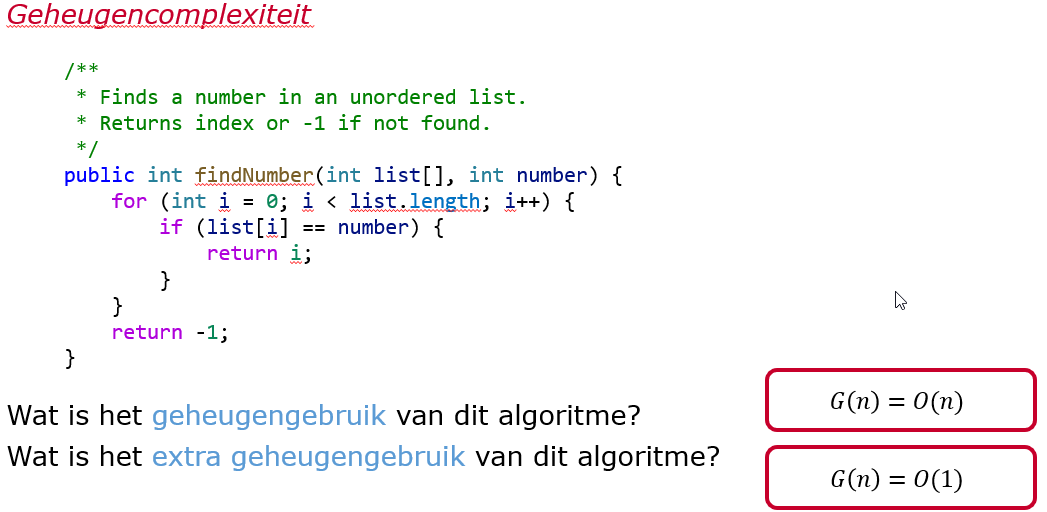 Geheugencomplexiteit
/**
 * Finds a number in an unordered list.
 * Returns index or -1 if not found.
 */
public int findNumber(int list[], int number) {
    for (int i = 0; i < list.length; i++) {
        if (list[i] == number) {
            return i;
        }
    }
    return -1;
}
Wat is het geheugengebruik van dit algoritme?
G(n) = O(n)
Wat is het extra geheugengebruik van dit algoritme?
G(n) = O(1)